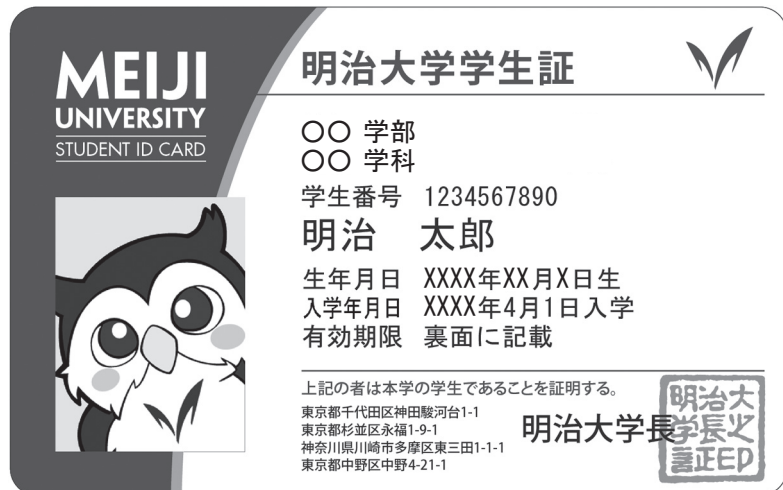 MEIJI
UNIVERSITY
STUDENT ID CARD
明治大学学生証
〇〇 学部
〇〇 学科
学生番号 1234567890
明治 太郎
生年月日 XXXX年XX月X日生
入学年月日 XXXX年4月1日入学
有効期限 裏面に記載
上記の者は本学の学生であることを証明する。
東京都千代田区神田駿河台1-1
東京都杉並区永福1-9-1
神奈川県川崎市多摩区東三田1-1-1
東京都中野区中野4-21-1
明治大学長
明治大
学長之
証印